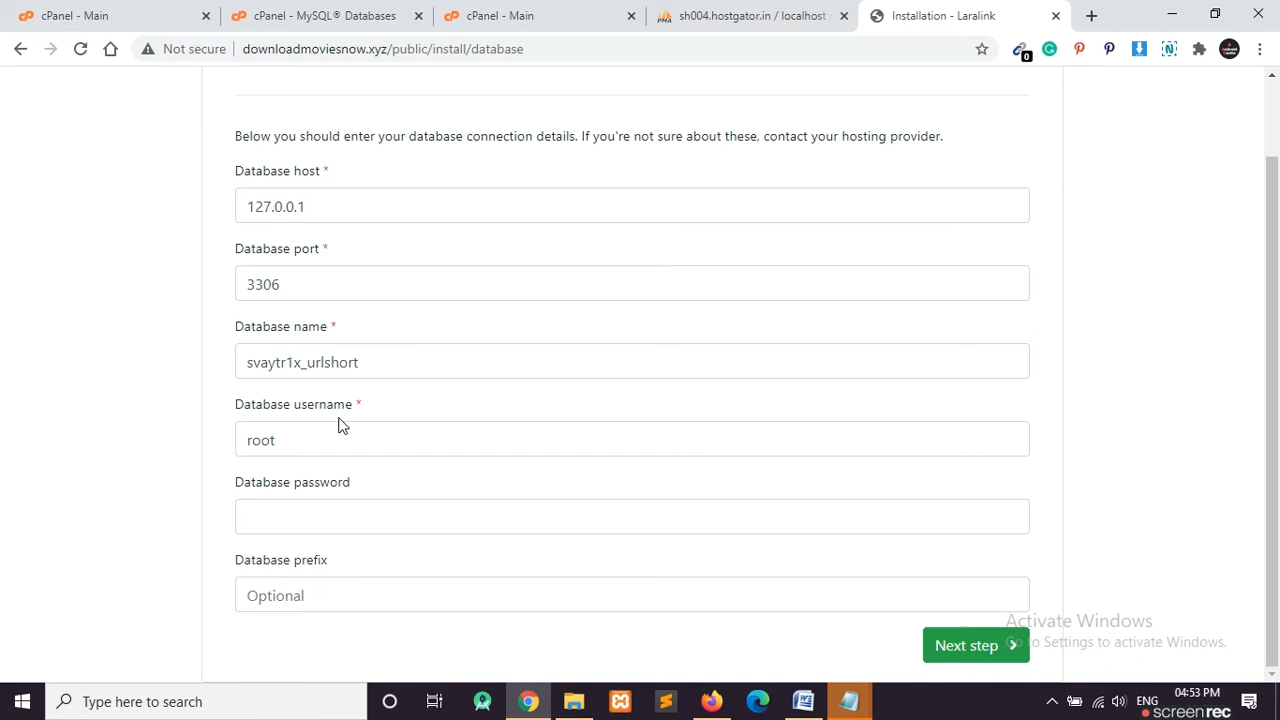 cPanel - Main
cPanel - MySQL® Databases
cPanel - Main
sh004.hostgator.in / localhost
Installation - Laralink
Not secure
downloadmoviesnow.xyz/public/install/database
0
Below you should enter your database connection details. If you're not sure about these, contact your hosting provider.
Database host *
127.0.0.1
Database port *
3306
Database name *
svaytr1x_urlshort
Database username *
root
Database password
Database prefix
Optional
Next step
Activate Windows
Go to Settings to activate Windows.
Type here to search
ENG
04:53 PM
screenrec